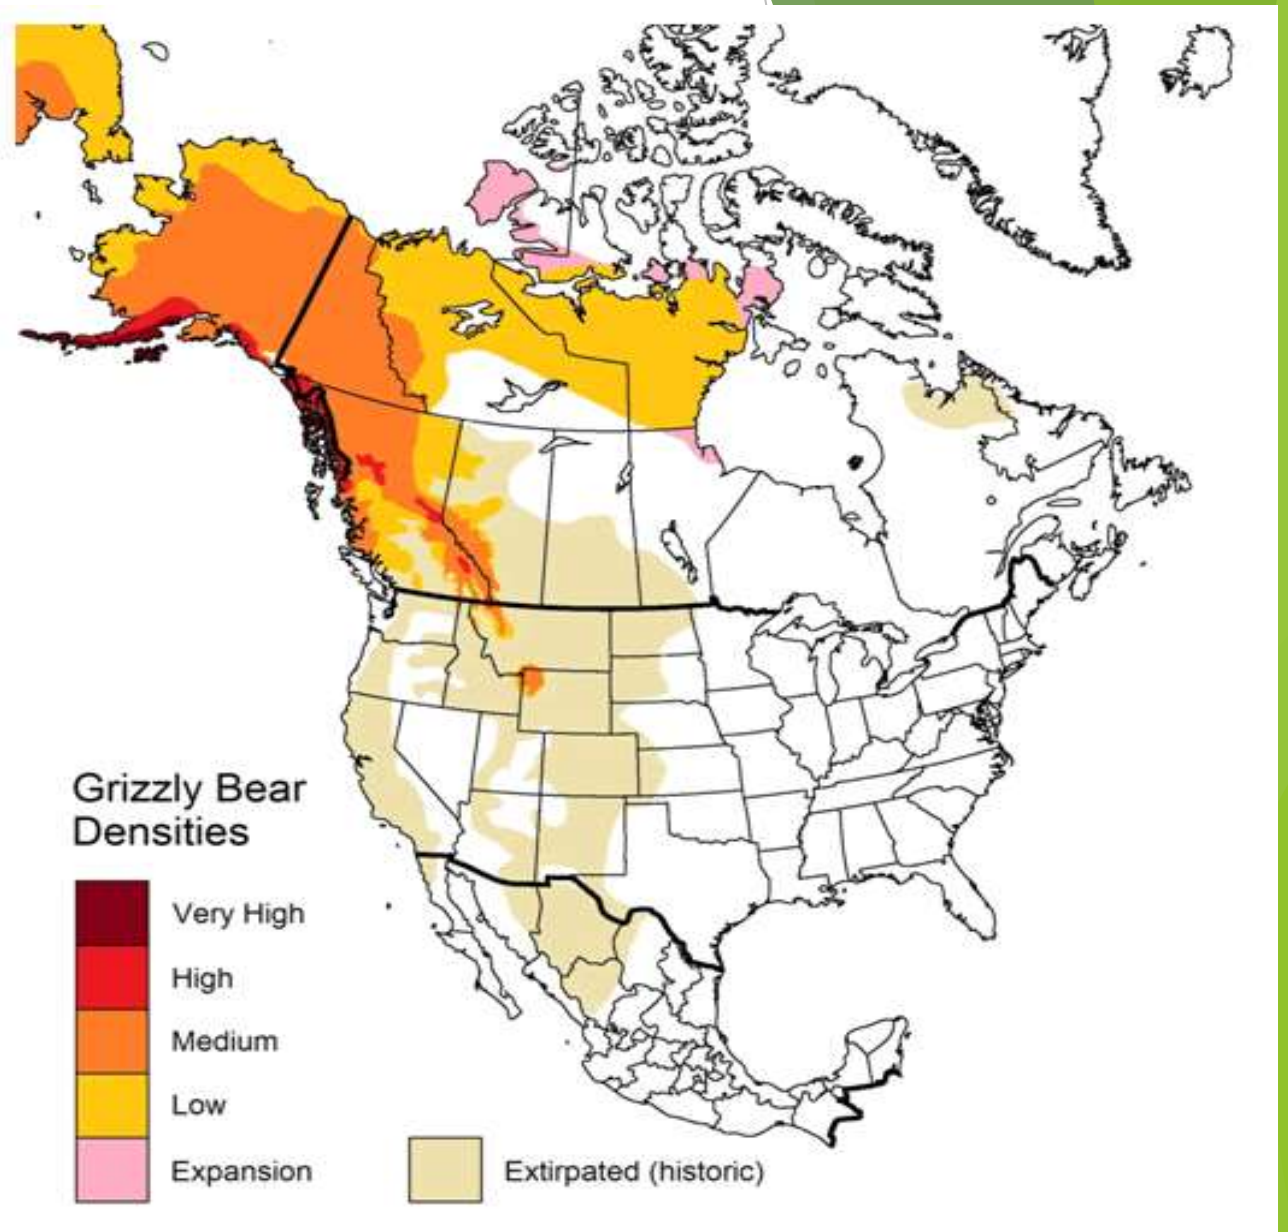 Grizzly Bear
Densities
Very High
High
Medium
Low
Expansion
Extirpated (historic)